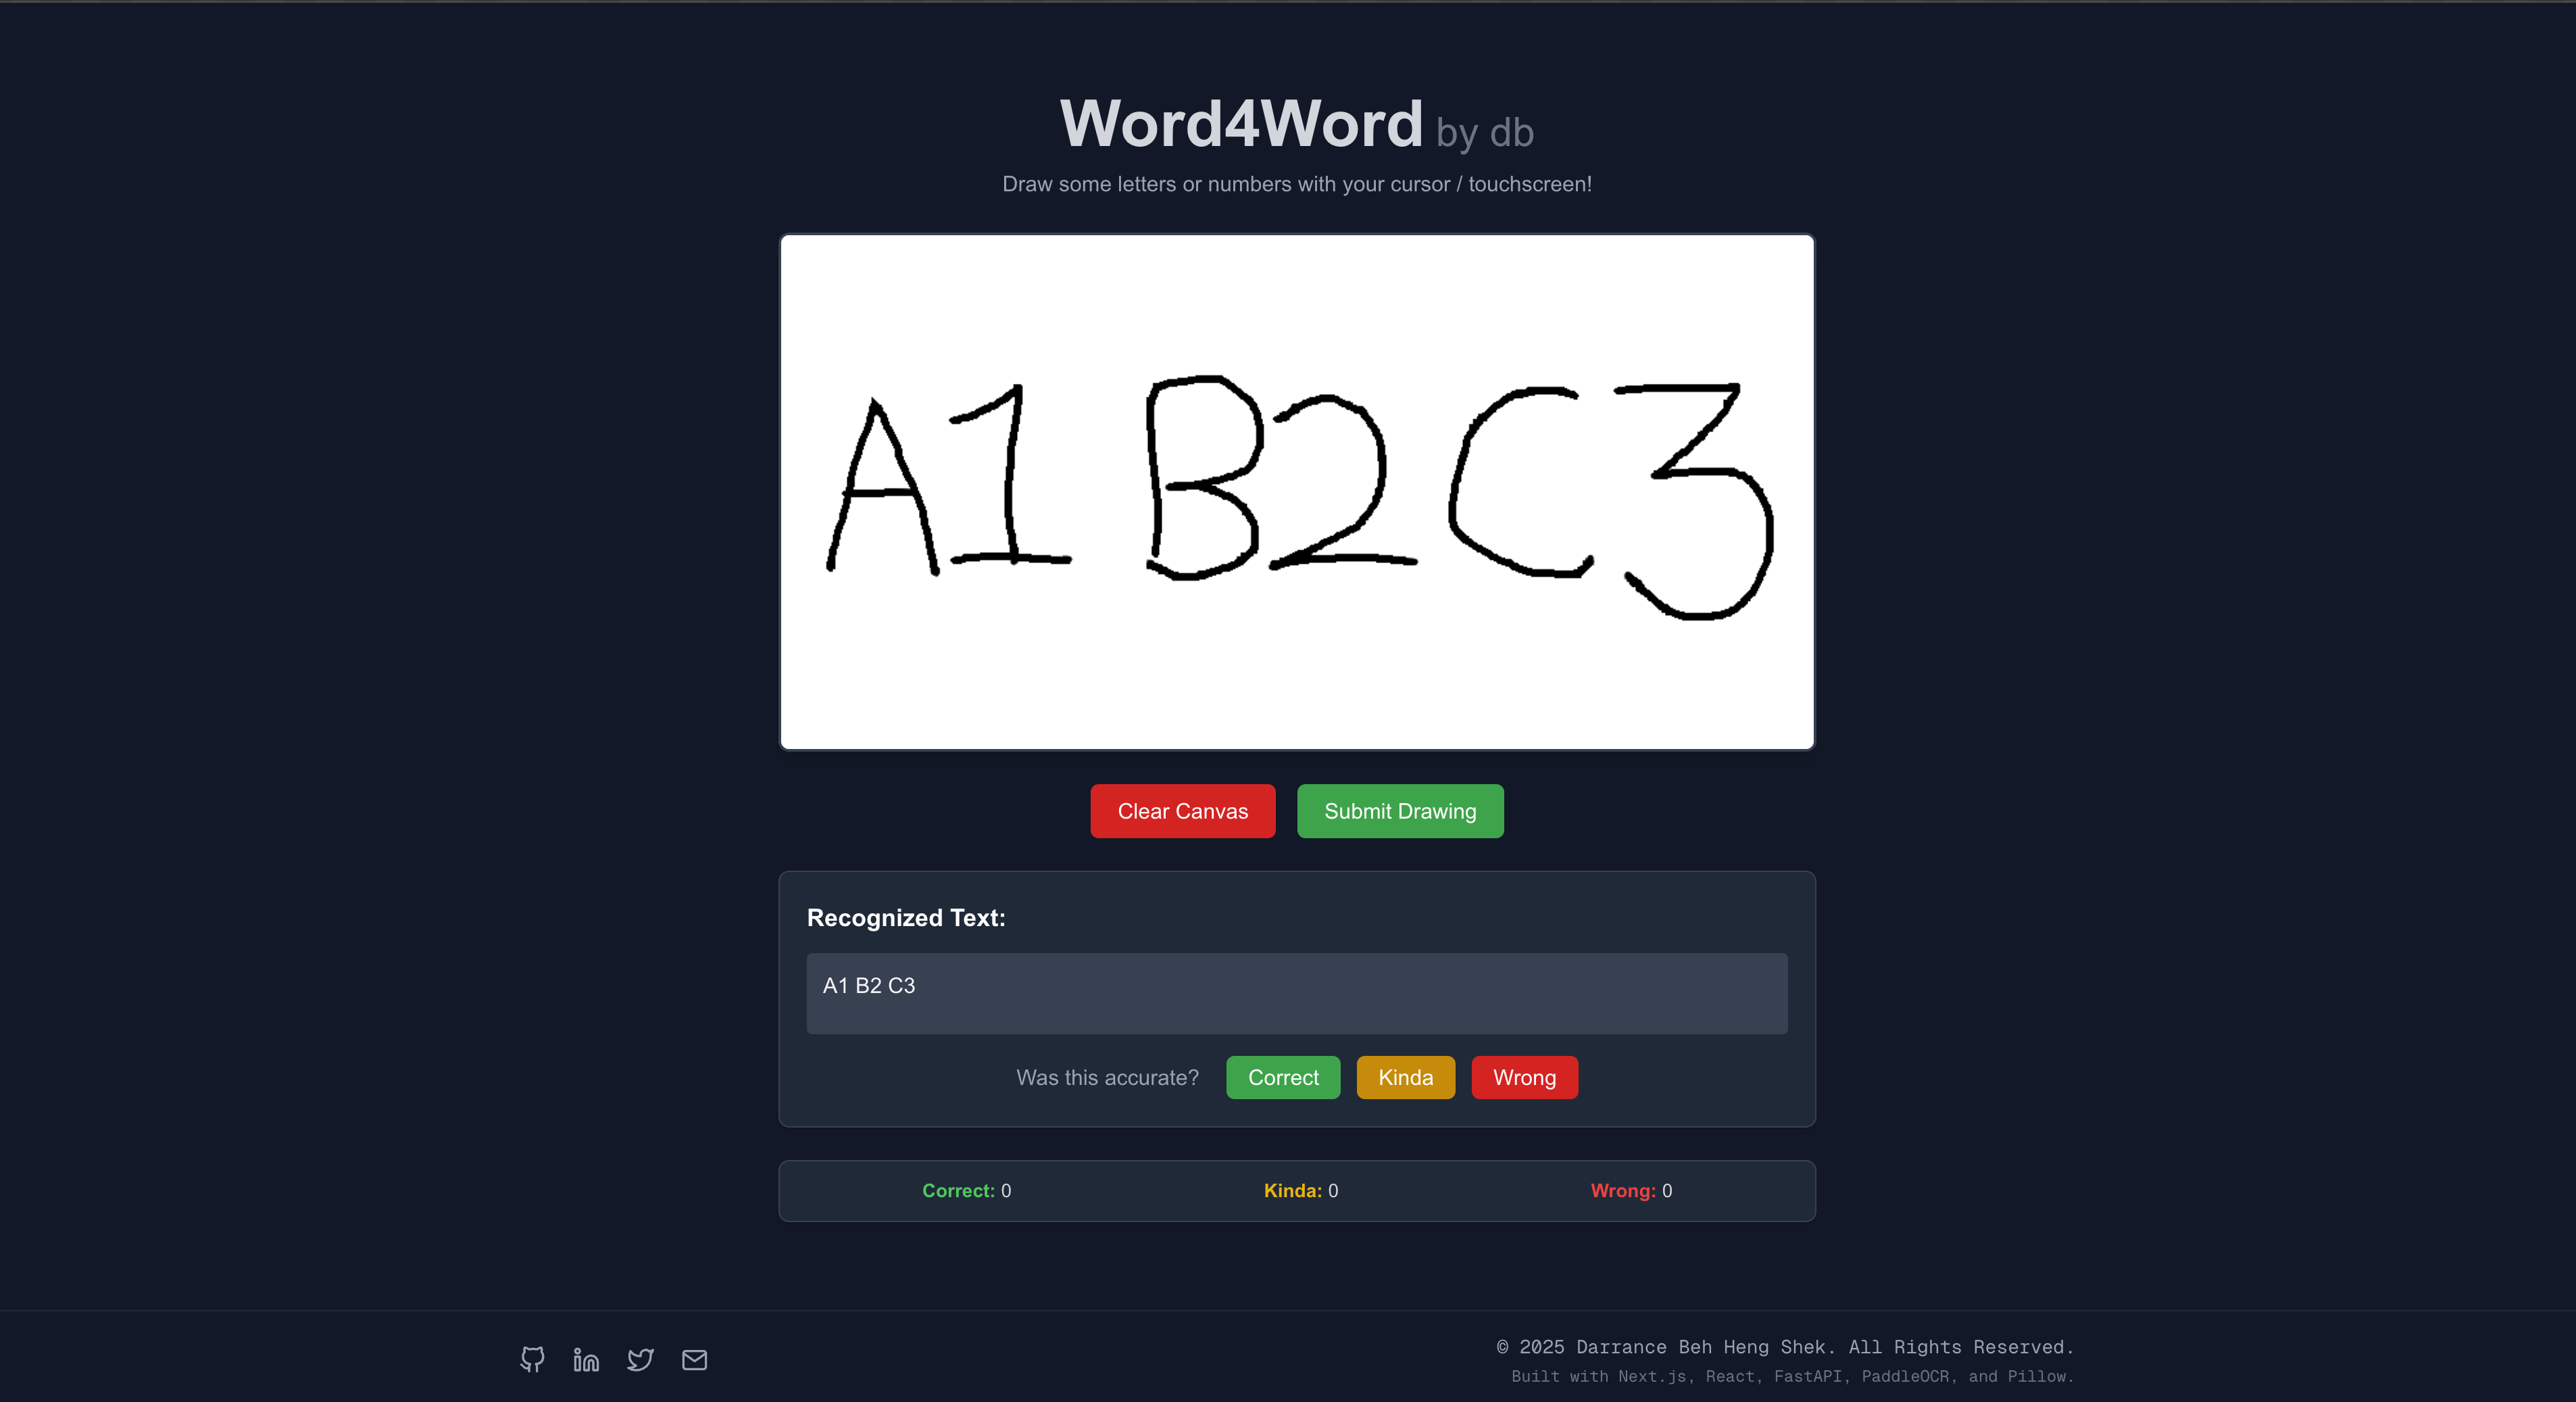 Word4Word by db
Draw some letters or numbers with your cursor / touchscreen!
A1 B2 C3
Clear Canvas Submit Drawing
Recognized Text:
A1 B2 C3
Was this accurate? Correct Kinda Wrong
Correct: 0 Kinda: 0 Wrong: 0
© 2025 Darrance Beh Heng Shek. All Rights Reserved.
Built with Next.js, React, FastAPI, PaddleOCR, and Pillow.